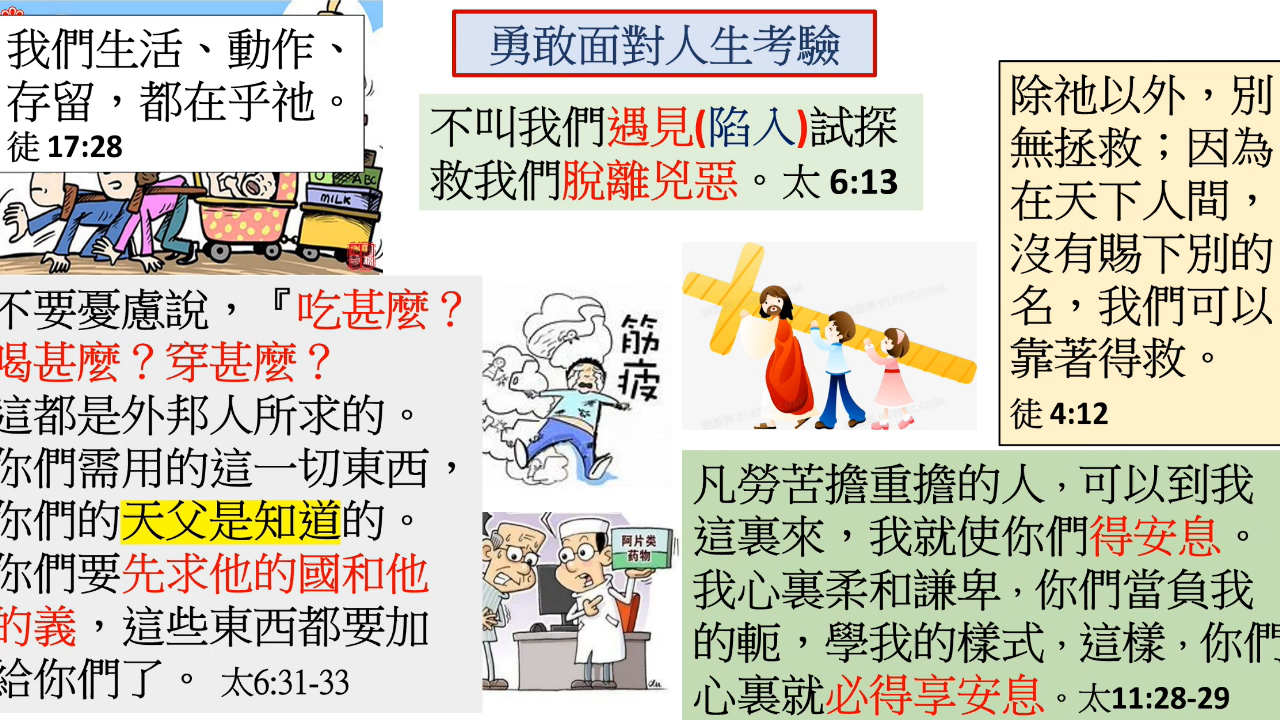 我們生活、動作、
存留，都在乎祂。
徒 17:28
勇敢面對人生考驗
不叫我們遇見(陷入)試探
救我們脫離兇惡。太 6:13
除祂以外，別
無拯救；因為
在天下人間，
沒有賜下別的
名，我們可以
靠著得救。
徒 4:12
ABC
MILK
不要憂慮說，『吃甚麼？
喝甚麼？穿甚麼？
這都是外邦人所求的。
你們需用的這一切東西，
你們的天父是知道的。
你們要先求他的國和他
的義，這些東西都要加
給你們了。 太6:31-33
筋
疲
阿片类
药物
凡勞苦擔重擔的人，可以到我
這裏來，我就使你們得安息。
我心裏柔和謙卑，你們當負我
的軛，學我的樣式，這樣，你們
心裏就必得享安息。太11:28-29